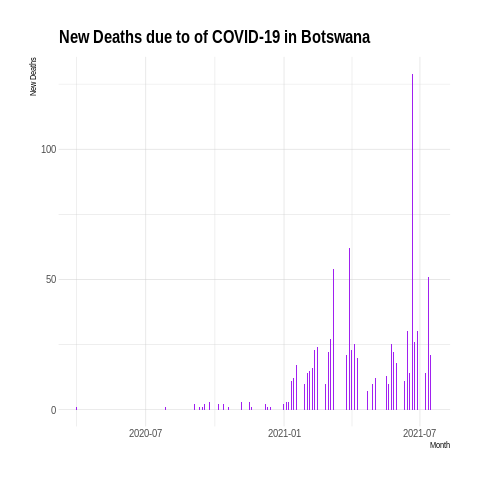 New Deaths due to of COVID-19 in Botswana
New Deaths
100
50
0
2020-07 2021-01 2021-07
Month